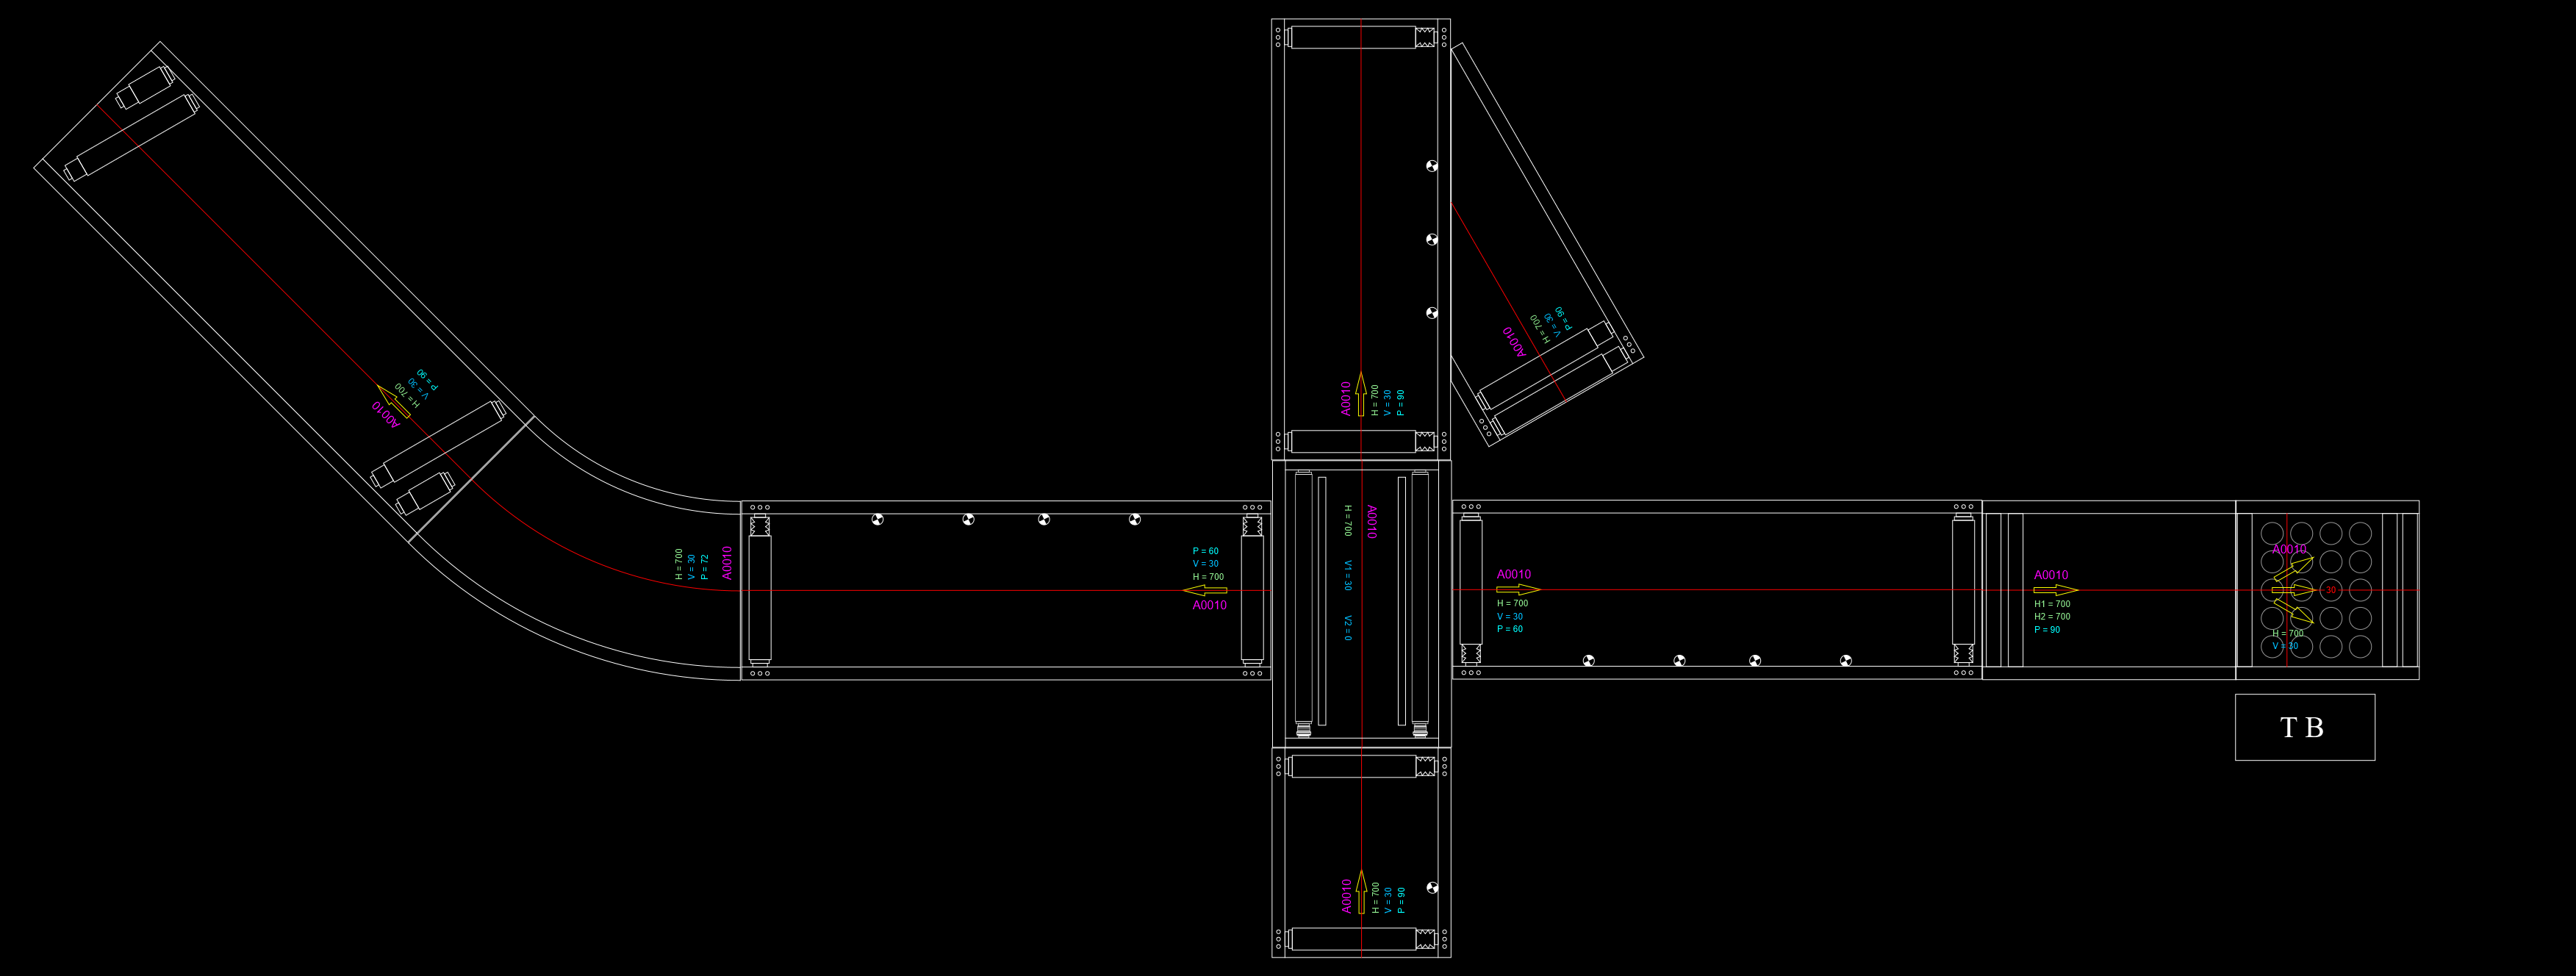 P = 90
V = 30
H = 700
A0010
H = 700
V = 30
P = 72
A0010
P = 60
V = 30
H = 700
A0010
A0010
H = 700
V = 30
P = 90
P = 90
V = 30
H = 700
A0010
A0010
H = 700 V1 = 30 V2 = 0
A0010
H = 700
V = 30
P = 60
A0010
H1 = 700
H2 = 700
P = 90
A0010
30
H = 700
V = 30
T B
A0010
H = 700
V = 30
P = 90